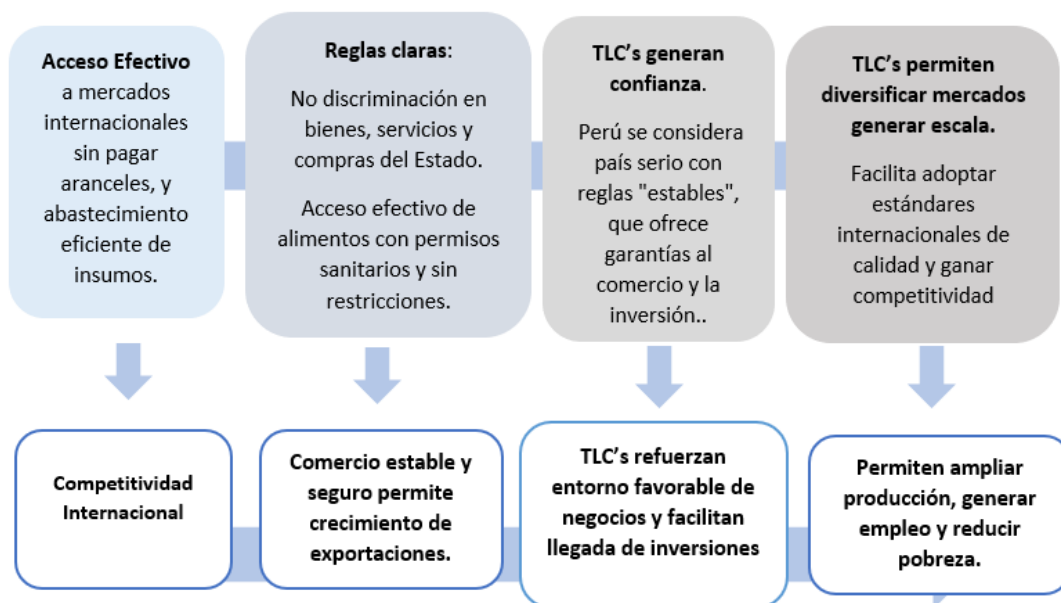 Acceso Efectivo
a mercados
internacionales
sin pagar
aranceles, y
abastecimiento
eficiente de
insumos.
Reglas claras:
No discriminación en
bienes, servicios y
compras del Estado.
Acceso efectivo de
alimentos con permisos
sanitarios y sin
restricciones.
TLC's generan
confianza.
Perú se considera
país serio con
reglas "estables",
que ofrece
garantías al
comercio y la
inversión..
TLC's permiten
diversificar mercados
generar escala.
Facilita adoptar
estándares
internacionales de
calidad y ganar
competitividad
Competitividad
Internacional
Comercio estable y
seguro permite
crecimiento de
exportaciones.
TLC's refuerzan
entorno favorable de
negocios y facilitan
llegada de inversiones
Permiten ampliar
producción, generar
empleo y reducir
pobreza.